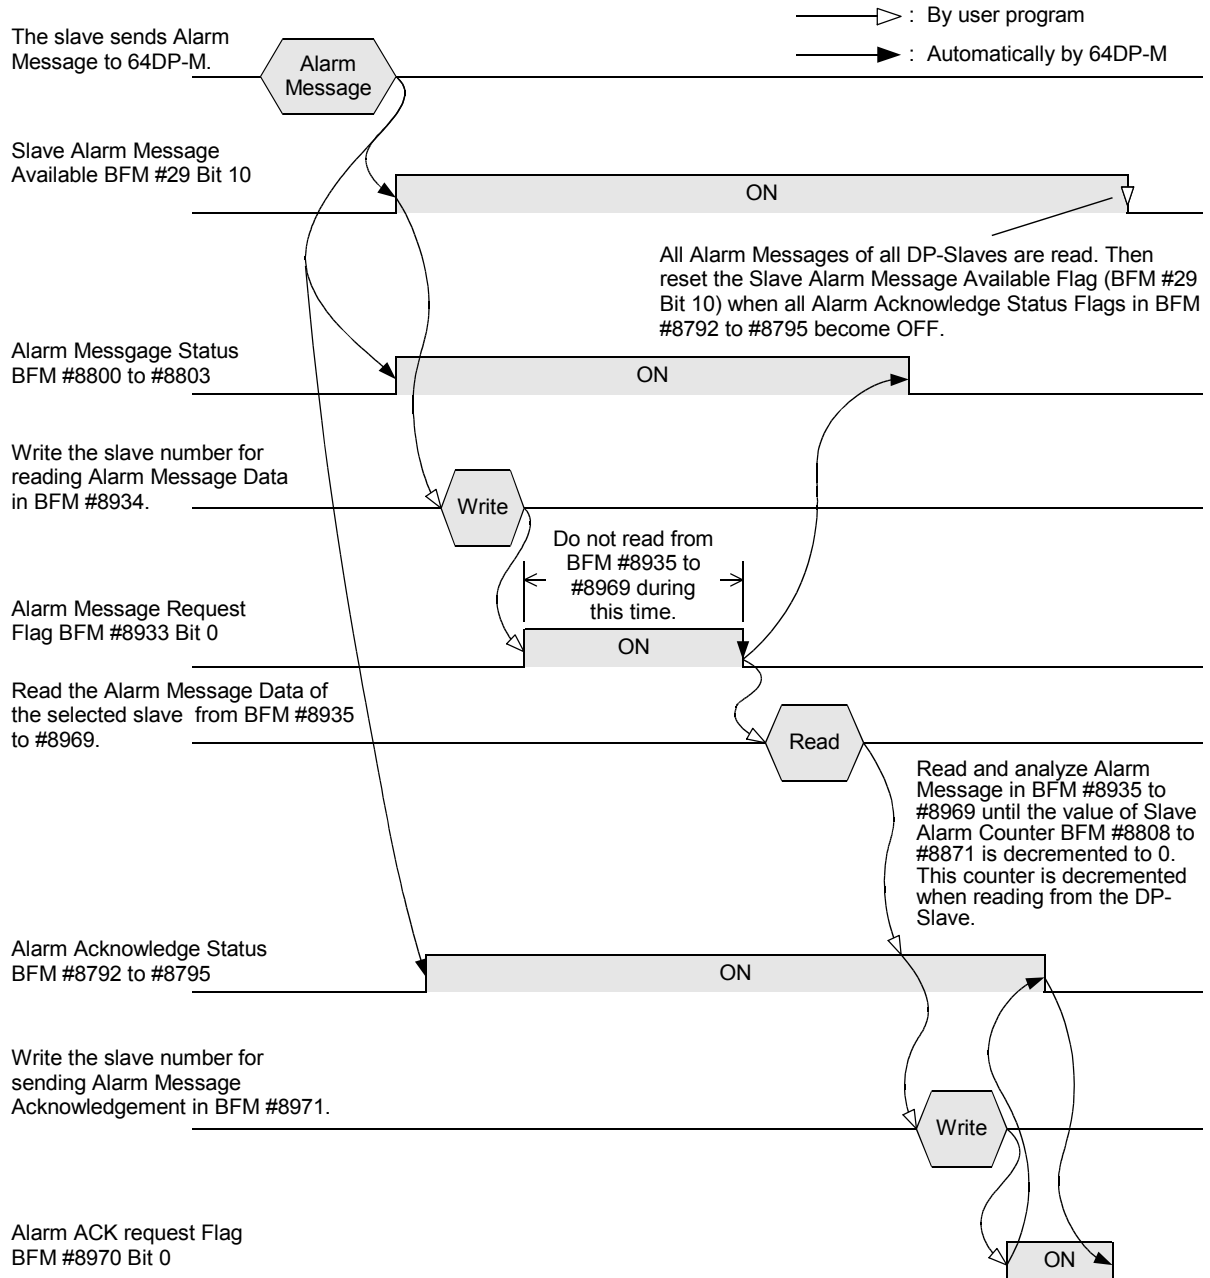 : By user program
The slave sends Alarm
Message to 64DP-M.
: Automatically by 64DP-M
Alarm
Message
Slave Alarm Message
Available BFM #29 Bit 10
ON
All Alarm Messages of all DP-Slaves are read. Then
reset the Slave Alarm Message Available Flag (BFM #29
Bit 10) when all Alarm Acknowledge Status Flags in BFM
#8792 to #8795 become OFF.
Alarm Messgage Status
BFM #8800 to #8803
ON
Write the slave number for
reading Alarm Message Data
in BFM #8934.
Write
Do not read from
BFM #8935 to
#8969 during
this time.
Alarm Message Request
Flag BFM #8933 Bit 0
ON
Read the Alarm Message Data of
the selected slave from BFM #8935
to #8969.
Read
Read and analyze Alarm
Message in BFM #8935 to
#8969 until the value of Slave
Alarm Counter BFM #8808 to
#8871 is decremented to 0.
This counter is decremented
when reading from the DP-
Slave.
Alarm Acknowledge Status
BFM #8792 to #8795
ON
Write the slave number for
sending Alarm Message
Acknowledgement in BFM #8971.
Write
Alarm ACK request Flag
BFM #8970 Bit 0
ON